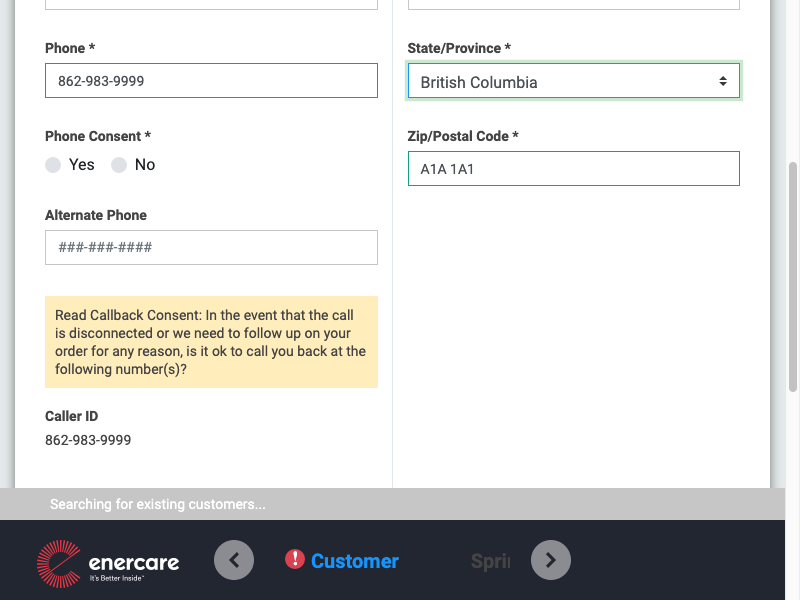 Phone *
862-983-9999
Phone Consent *
Yes No
Alternate Phone
###-###-####
Read Callback Consent: In the event that the call
is disconnected or we need to follow up on your
order for any reason, is it ok to call you back at the
following number(s)?
Caller ID
862-983-9999
State/Province *
British Columbia
Zip/Postal Code *
A1A 1A1
Searching for existing customers...
enercare
It's Better Inside™
! Customer